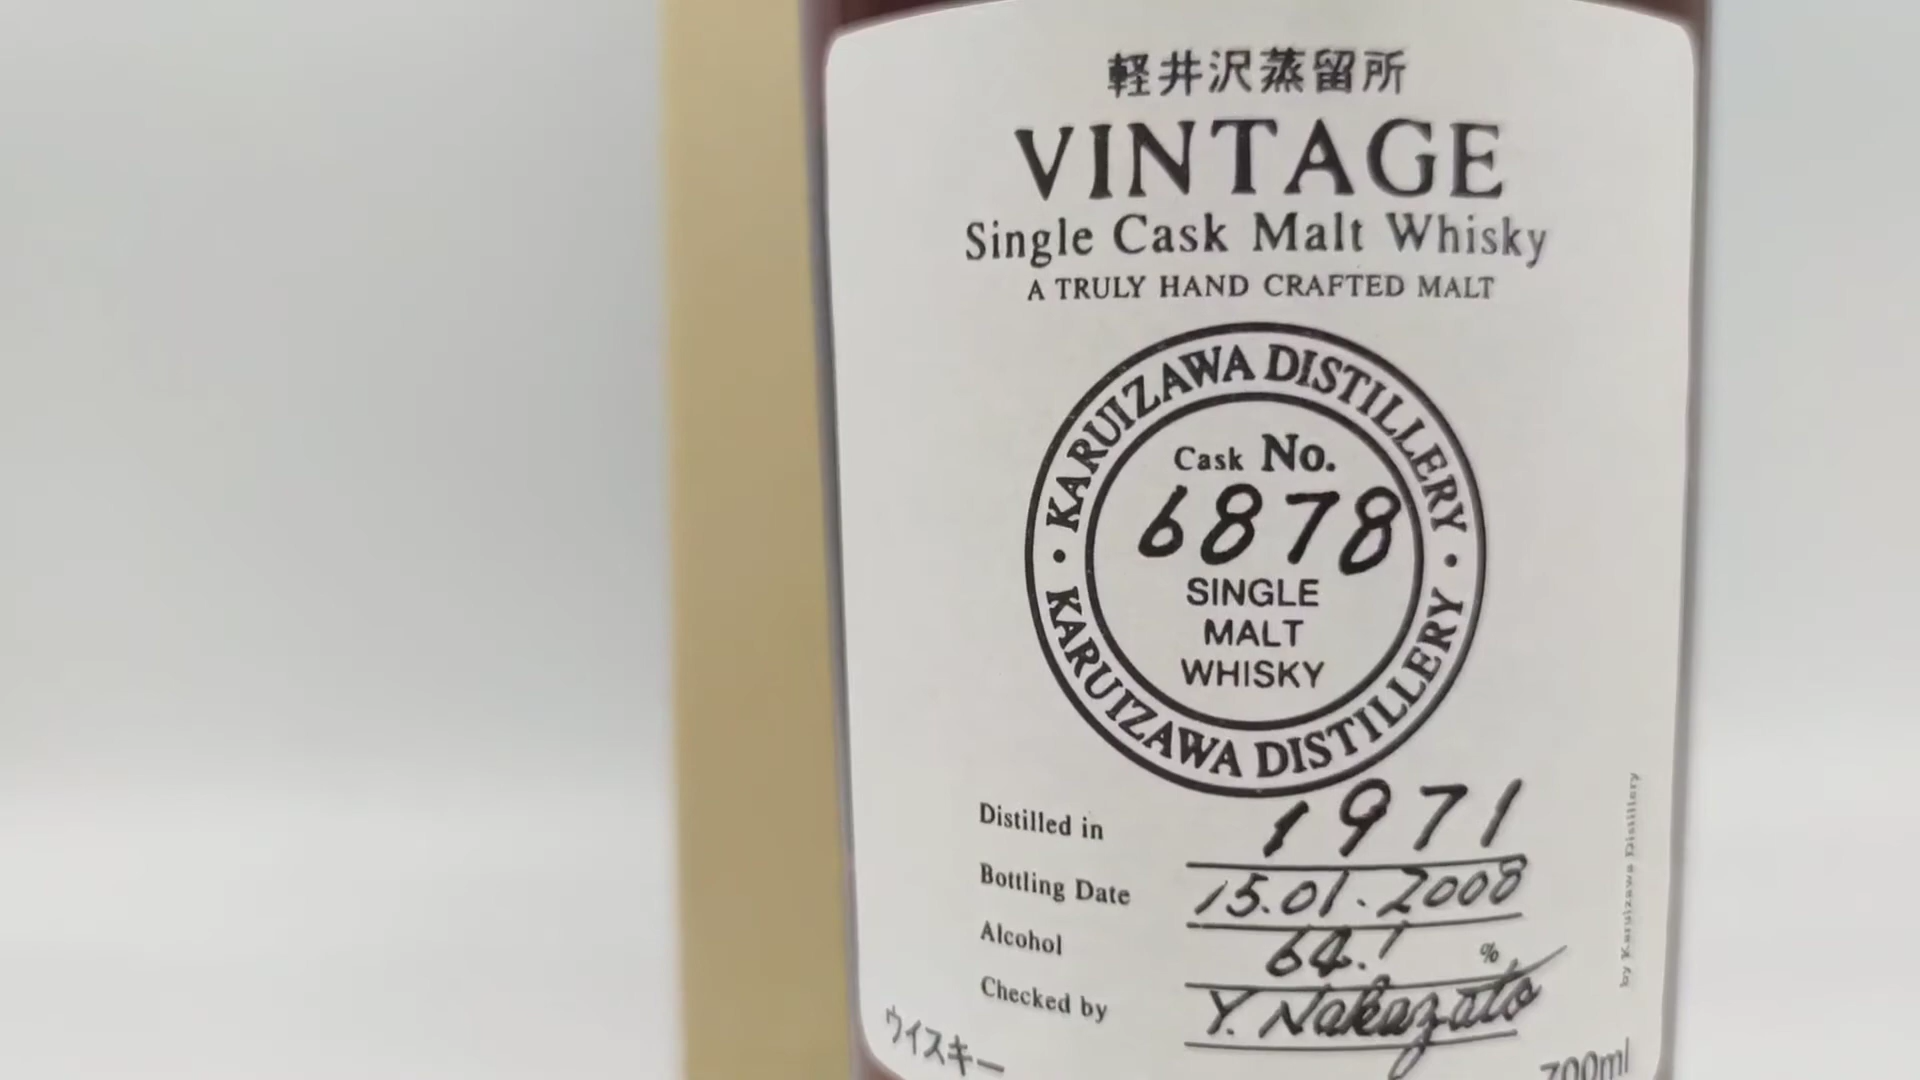 軽井沢蒸留所
VINTAGE
Single Cask Malt Whisky
A TRULY HAND CRAFTED MALT
KARUIZAWA DISTILLERY · KARUIZAWA DISTILLERY ·
Cask No.
6878
SINGLE
MALT
WHISKY
Distilled in 1971
Bottling Date 15.01.2008
Alcohol 64.1 %
Checked by Y. Nakazato
by Karuizawa Distillery
ウイスキー
700ml